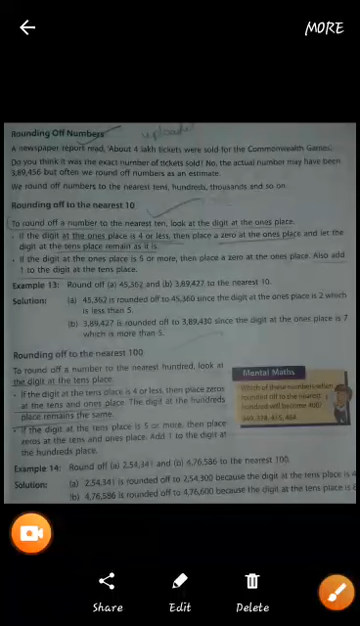 MORE
Rounding Off Numbers
uploaded
A newspaper report read, 'About 4 lakh tickets were sold for the Commonwealth Games.
Do you think it was the exact number of tickets sold? No, the actual number may have been
3,69,456 but often we round off numbers as an estimate.
We round off numbers to the nearest tens, hundreds, thousands and so on.
Rounding off to the nearest 10
To round off a number to the nearest ten, look at the digit at the ones place.
• If the digit at the ones place is 4 or less, then place a zero at the ones place and let the
digit at the tens place remain as it is.
• If the digit at the ones place is 5 or more, then place a zero at the ones place. Also add
1 to the digit at the tens place.
Example 13: Round off (a) 45,362 and (b) 3,89,427 to the nearest 10.
Solution: (a) 45,362 is rounded off to 45,360 since the digit at the ones place is 2 which
is less than 5.
(b) 3,89,427 is rounded off to 3,89,430 since the digit at the ones place is 7
which is more than 5.
Rounding off to the nearest 100
To round off a number to the nearest hundred, look at
the digit at the tens place.
• If the digit at the tens place is 4 or less, then place zeros
at the tens and ones place. The digit at the hundreds
place remains the same.
• If the digit at the tens place is 5 or more, then place
zeros at the tens and ones place. Add 1 to the digit at
the hundreds place.
Mental Maths
Which of these numbers when
rounded off to the nearest
hundred will become 400?
Example 14: Round off (a) 2,54,341 and (b) 4,76,586 to the nearest 100.
Solution: (a) 2,54,341 is rounded off to 2,54,300 because the digit at the tens place is 4
(b) 4,76,586 is rounded off to 4,76,600 because the digit at the tens place is
Share
Edit
Delete